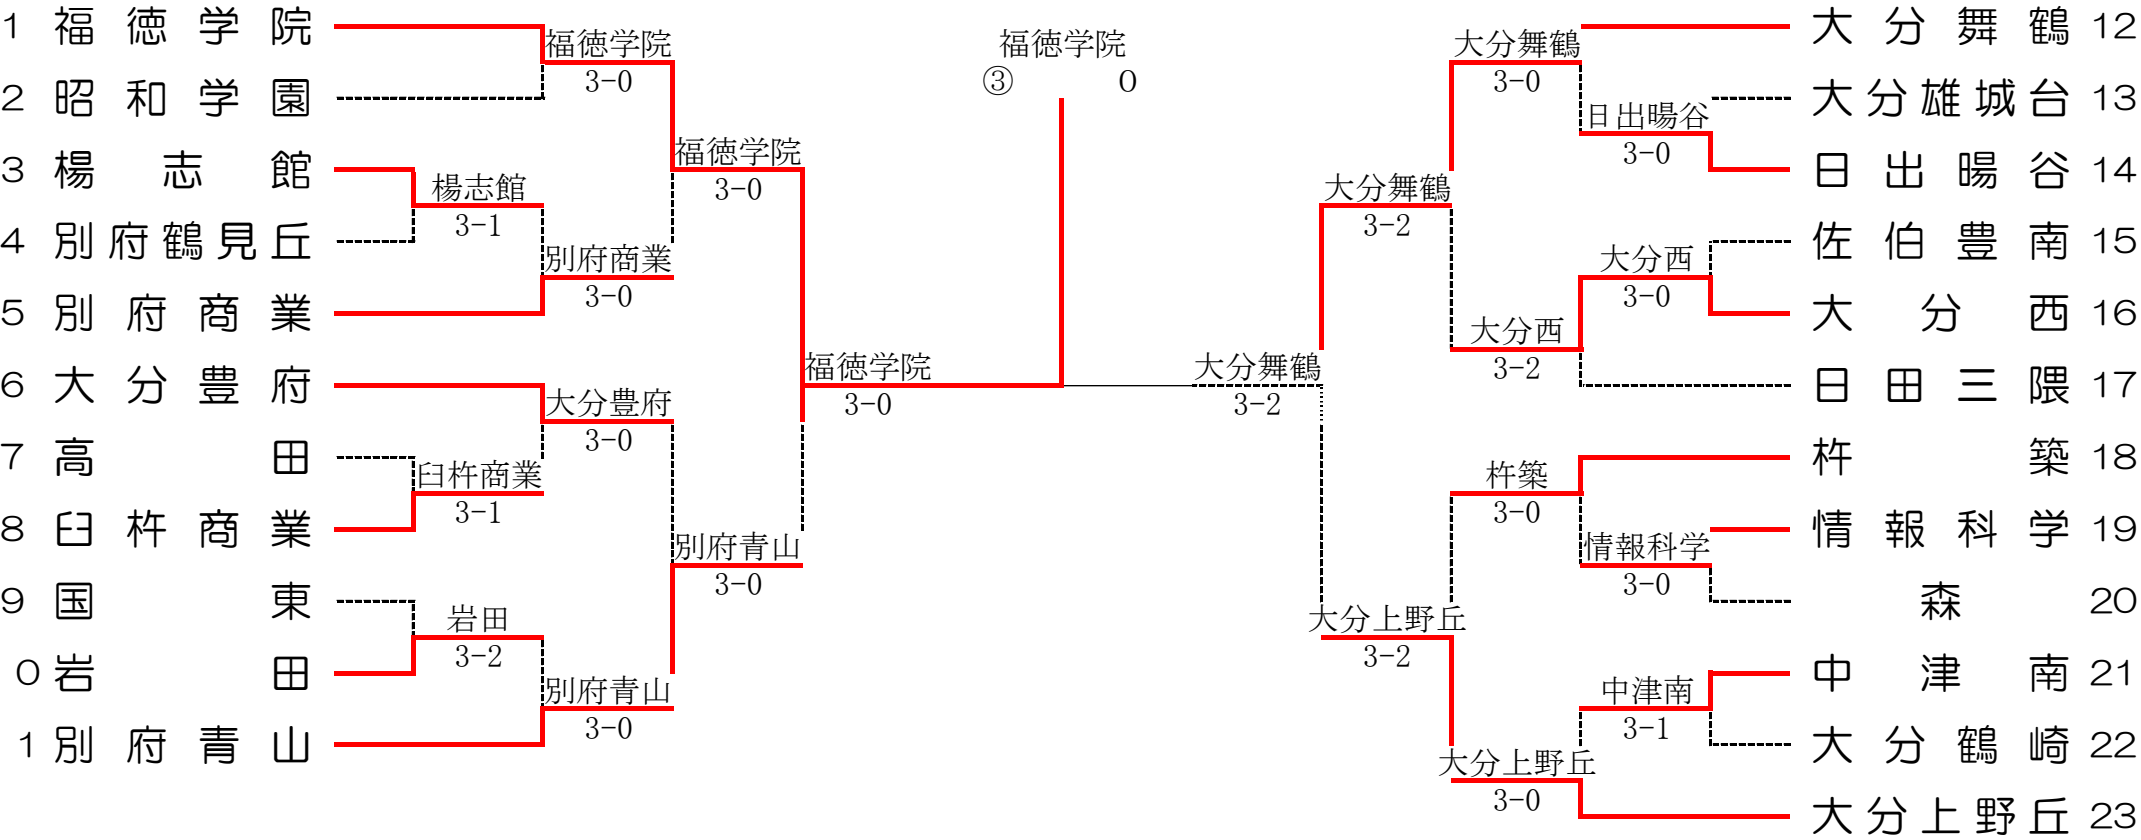 1 福徳学院
2 昭和学園
3 楊志館
4 別府鶴見丘
5 別府商業
6 大分豊府
7 高田
8 臼杵商業
9 国東
0 岩田
1 別府青山
福徳学院
3-0
楊志館
3-1
別府商業
3-0
福徳学院
3-0
大分豊府
3-0
臼杵商業
3-1
岩田
3-2
別府青山
3-0
別府青山
3-0
福徳学院
3-0
福徳学院
③ 0
大分舞鶴
3-2
大分舞鶴
3-2
大分舞鶴
3-0
日出暘谷
3-0
大分西
3-0
大分西
3-2
杵築
3-0
情報科学
3-0
大分上野丘
3-2
中津南
3-1
大分上野丘
3-0
大分舞鶴 12
大分雄城台 13
日出暘谷 14
佐伯豊南 15
大分西 16
日田三隈 17
杵築 18
情報科学 19
森 20
中津南 21
大分鶴崎 22
大分上野丘 23